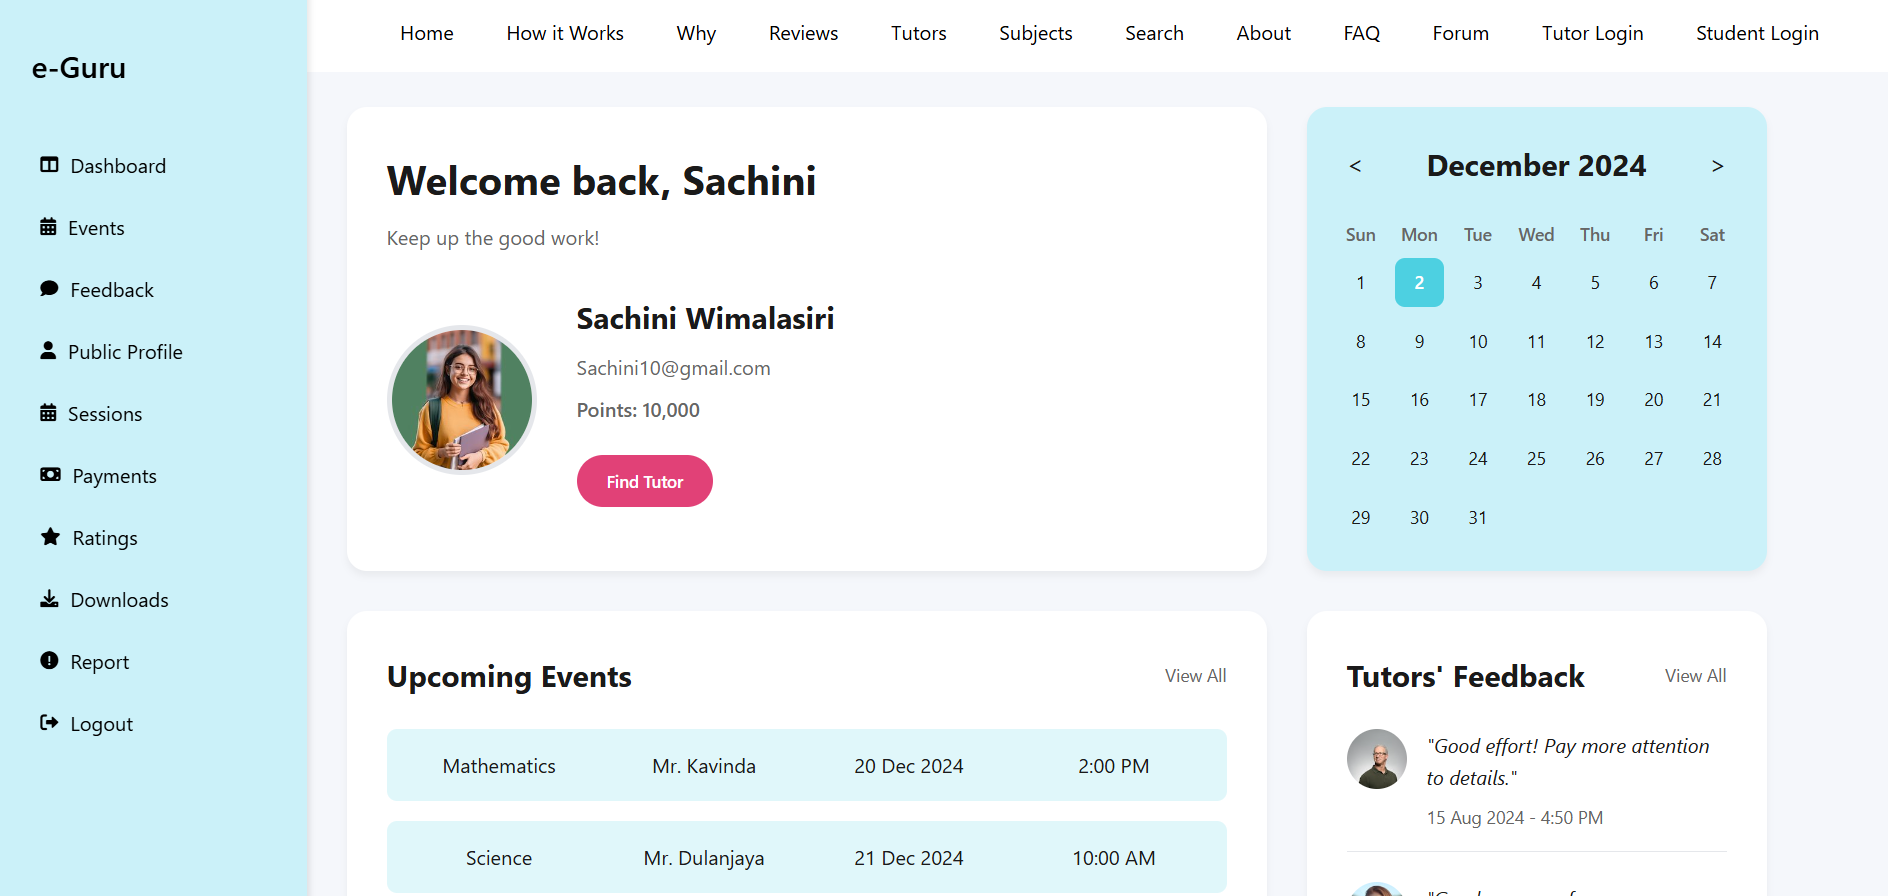 e-Guru
Dashboard
Events
Feedback
Public Profile
Sessions
Payments
Ratings
Downloads
Report
Logout
Home How it Works Why Reviews Tutors Subjects Search About FAQ Forum Tutor Login Student Login
Welcome back, Sachini
Keep up the good work!
Sachini Wimalasiri
Sachini10@gmail.com
Points: 10,000
Find Tutor
< December 2024 >
Sun Mon Tue Wed Thu Fri Sat
1 2 3 4 5 6 7
8 9 10 11 12 13 14
15 16 17 18 19 20 21
22 23 24 25 26 27 28
29 30 31
Upcoming Events View All
Mathematics Mr. Kavinda 20 Dec 2024 2:00 PM
Science Mr. Dulanjaya 21 Dec 2024 10:00 AM
Tutors' Feedback View All
"Good effort! Pay more attention
to details."
15 Aug 2024 - 4:50 PM